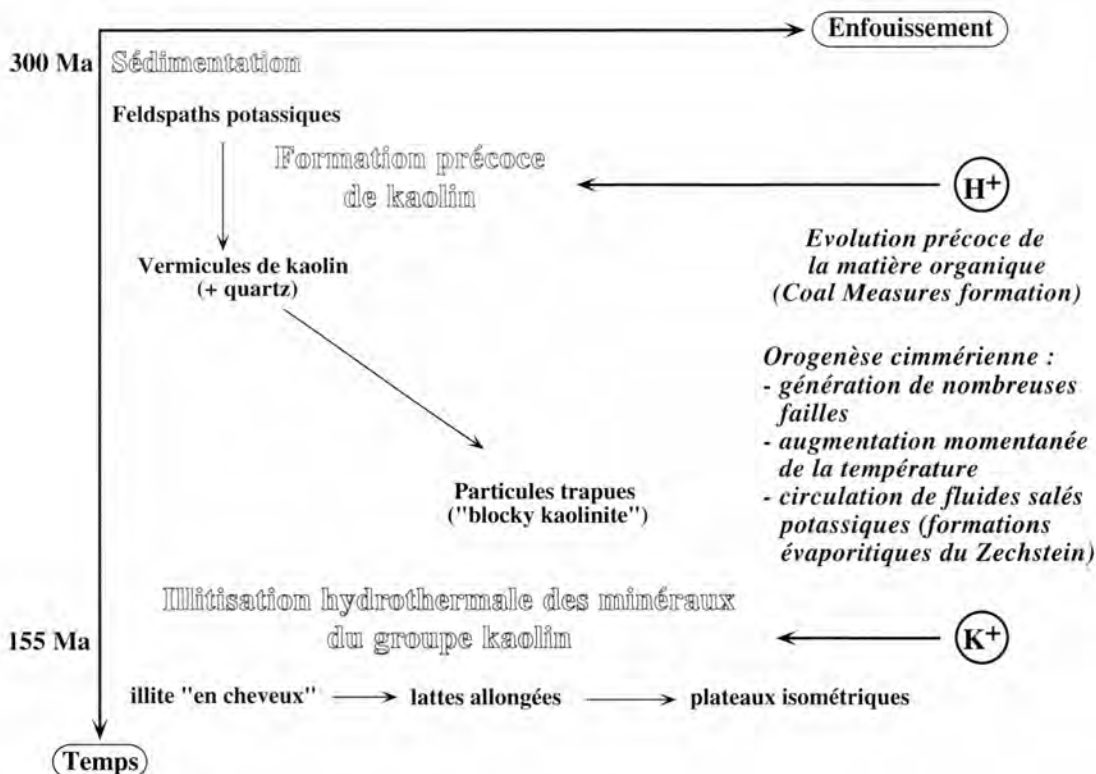 Enfouissement
300 Ma Sédimentation
Feldspaths potassiques
Formation précoce
de kaolin
H+
Vermicules de kaolin
(+ quartz)
Evolution précoce de
la matière organique
(Coal Measures formation)
Orogenèse cimmérienne :
- génération de nombreuses
failles
- augmentation momentanée
de la température
- circulation de fluides salés
potassiques (formations
évaporitiques du Zechstein)
Particules trapues
("blocky kaolinite")
Illitisation hydrothermale des minéraux
du groupe kaolin
155 Ma
K+
illite "en cheveux" lattes allongées plateaux isométriques
Temps